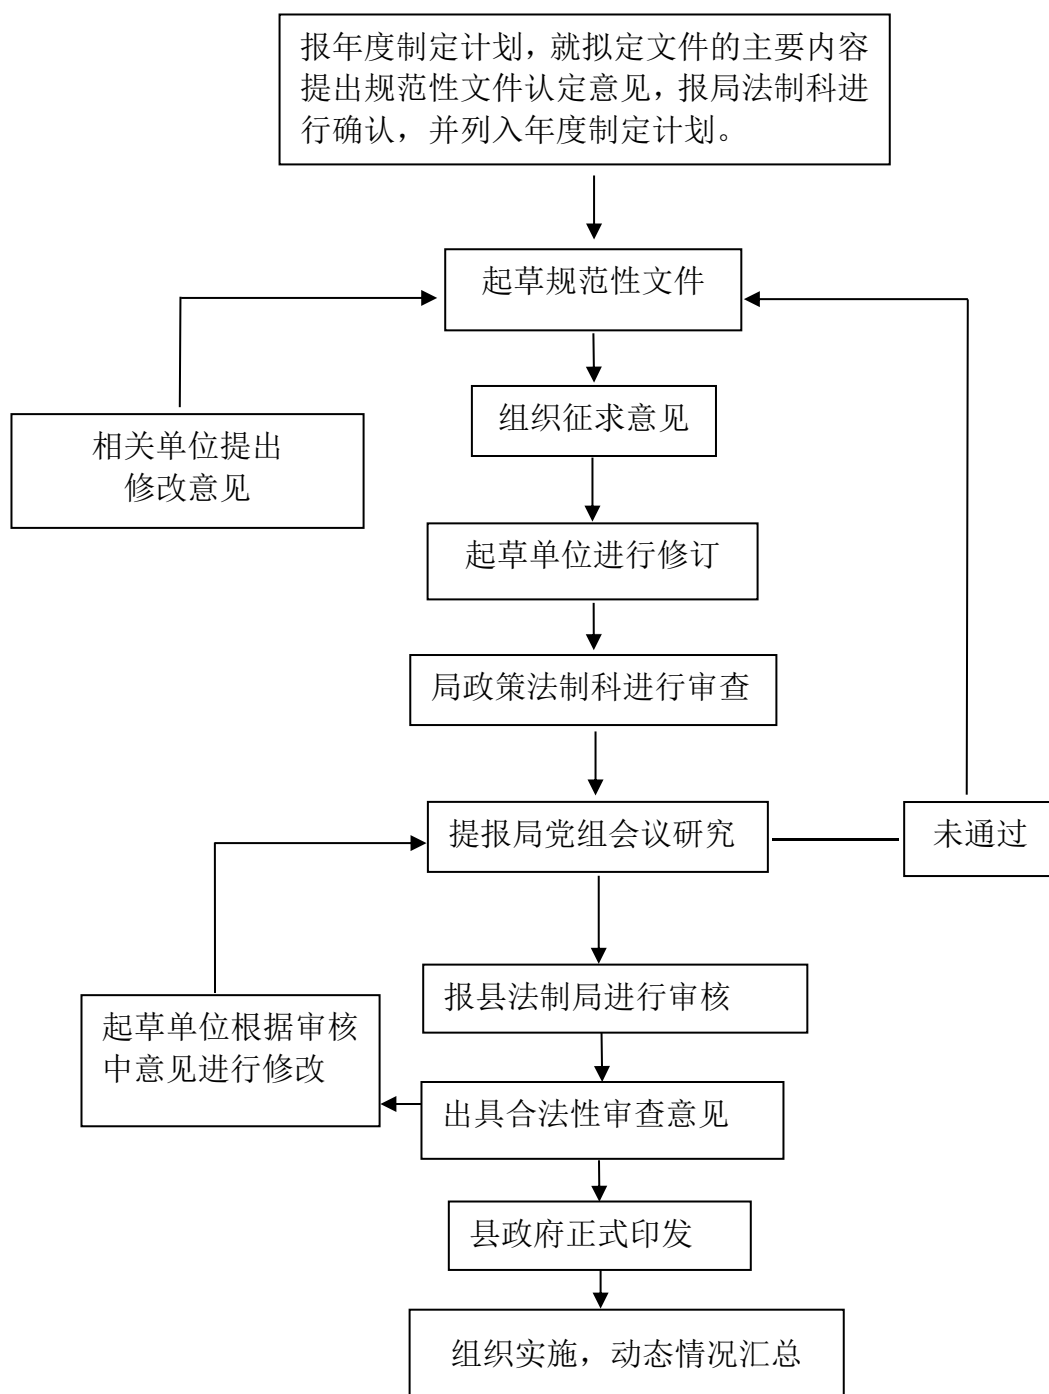 报年度制定计划，就拟定文件的主要内容
提出规范性文件认定意见，报局法制科进
行确认，并列入年度制定计划。
起草规范性文件
组织征求意见
相关单位提出
修改意见
起草单位进行修订
局政策法制科进行审查
提报局党组会议研究
未通过
报县法制局进行审核
起草单位根据审核
中意见进行修改
出具合法性审查意见
县政府正式印发
组织实施，动态情况汇总